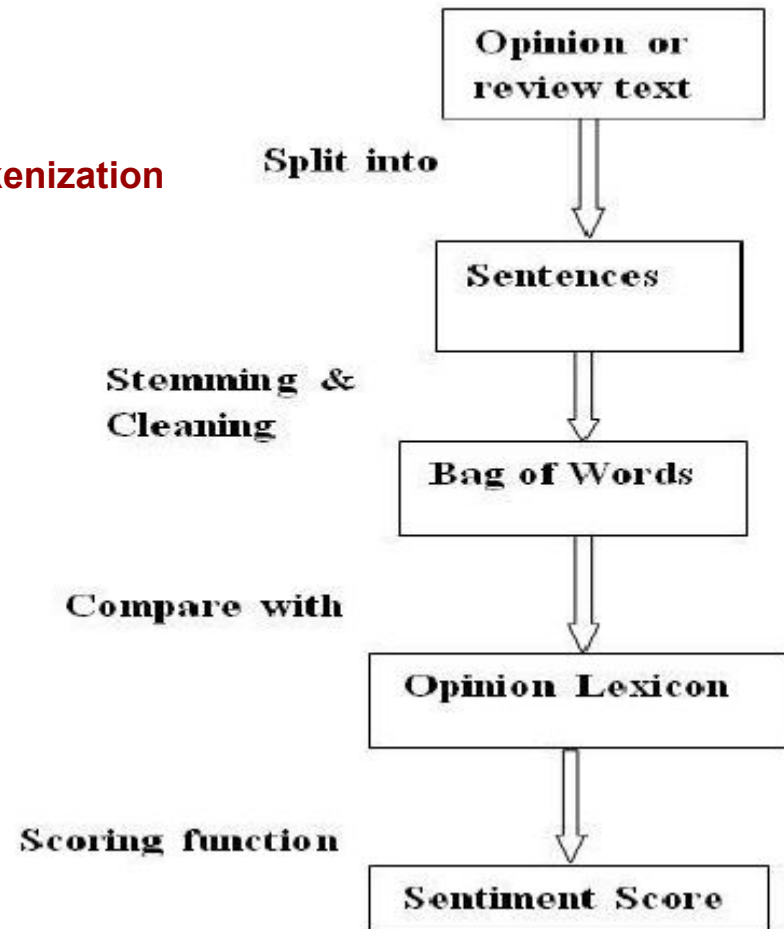 Opinion or
review text
kenization
Split into
Sentences
Stemming &
Cleaning
Bag of Words
Compare with
Opinion Lexicon
Scoring function
Sentiment Score